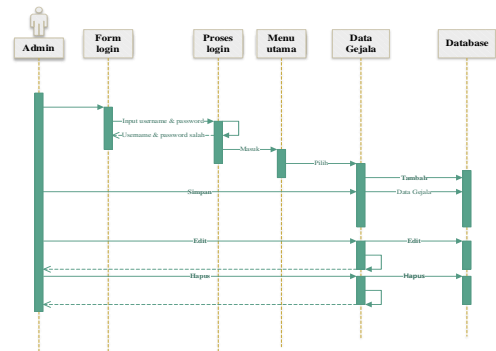 Admin
Form
login
Proses
login
Menu
utama
Data
Gejala
Database
Input username & password
Username & password salah
Masuk
Pilih
Tambah
Simpan
Data Gejala
Edit
Edit
Hapus
Hapus